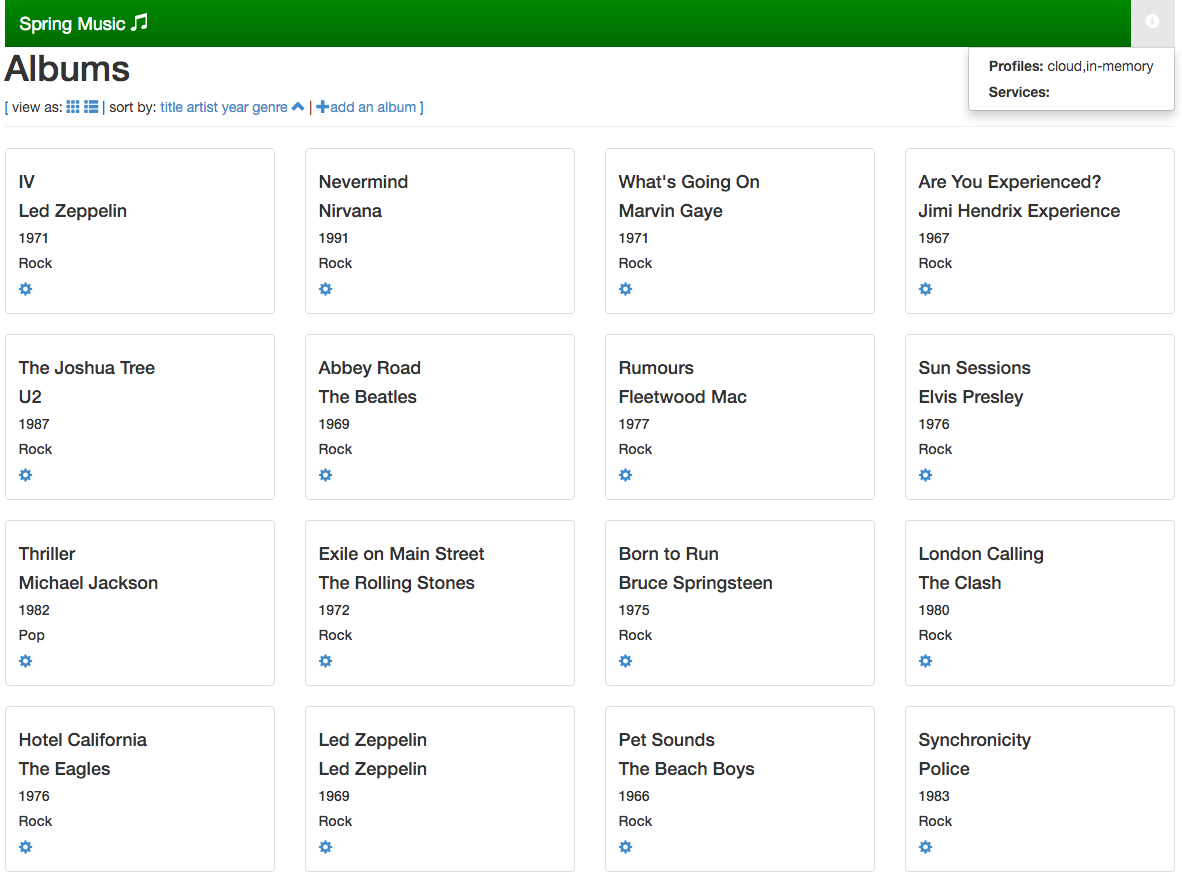 Spring Music
Albums
Profiles: cloud,in-memory
Services:
[ view as: | sort by: title artist year genre | add an album ]
IV
Led Zeppelin
1971
Rock
Nevermind
Nirvana
1991
Rock
What's Going On
Marvin Gaye
1971
Rock
Are You Experienced?
Jimi Hendrix Experience
1967
Rock
The Joshua Tree
U2
1987
Rock
Abbey Road
The Beatles
1969
Rock
Rumours
Fleetwood Mac
1977
Rock
Sun Sessions
Elvis Presley
1976
Rock
Thriller
Michael Jackson
1982
Pop
Exile on Main Street
The Rolling Stones
1972
Rock
Born to Run
Bruce Springsteen
1975
Rock
London Calling
The Clash
1980
Rock
Hotel California
The Eagles
1976
Rock
Led Zeppelin
Led Zeppelin
1969
Rock
Pet Sounds
The Beach Boys
1966
Rock
Synchronicity
Police
1983
Rock